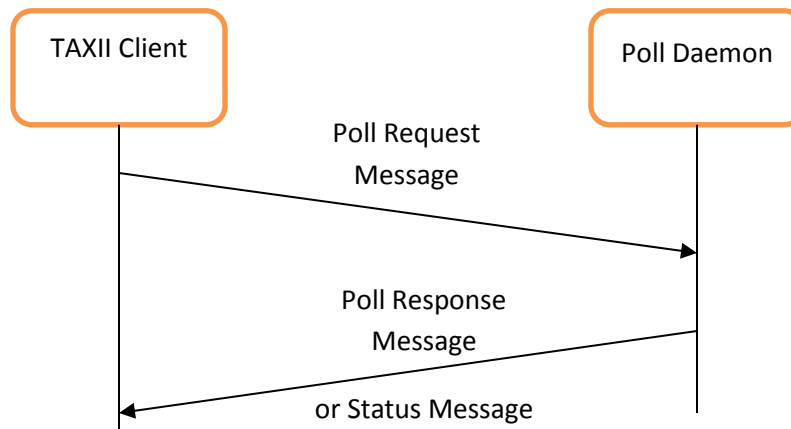 TAXII Client
Poll Daemon
Poll Request
Message
Poll Response
Message
or Status Message